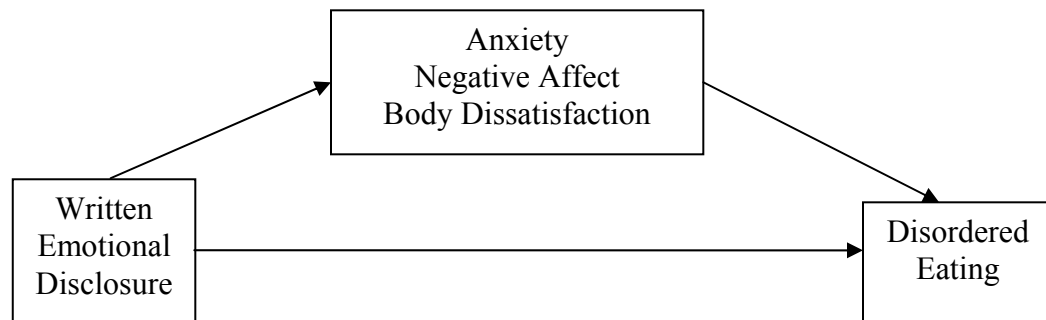 Anxiety
Negative Affect
Body Dissatisfaction
Written
Emotional
Disclosure
Disordered
Eating